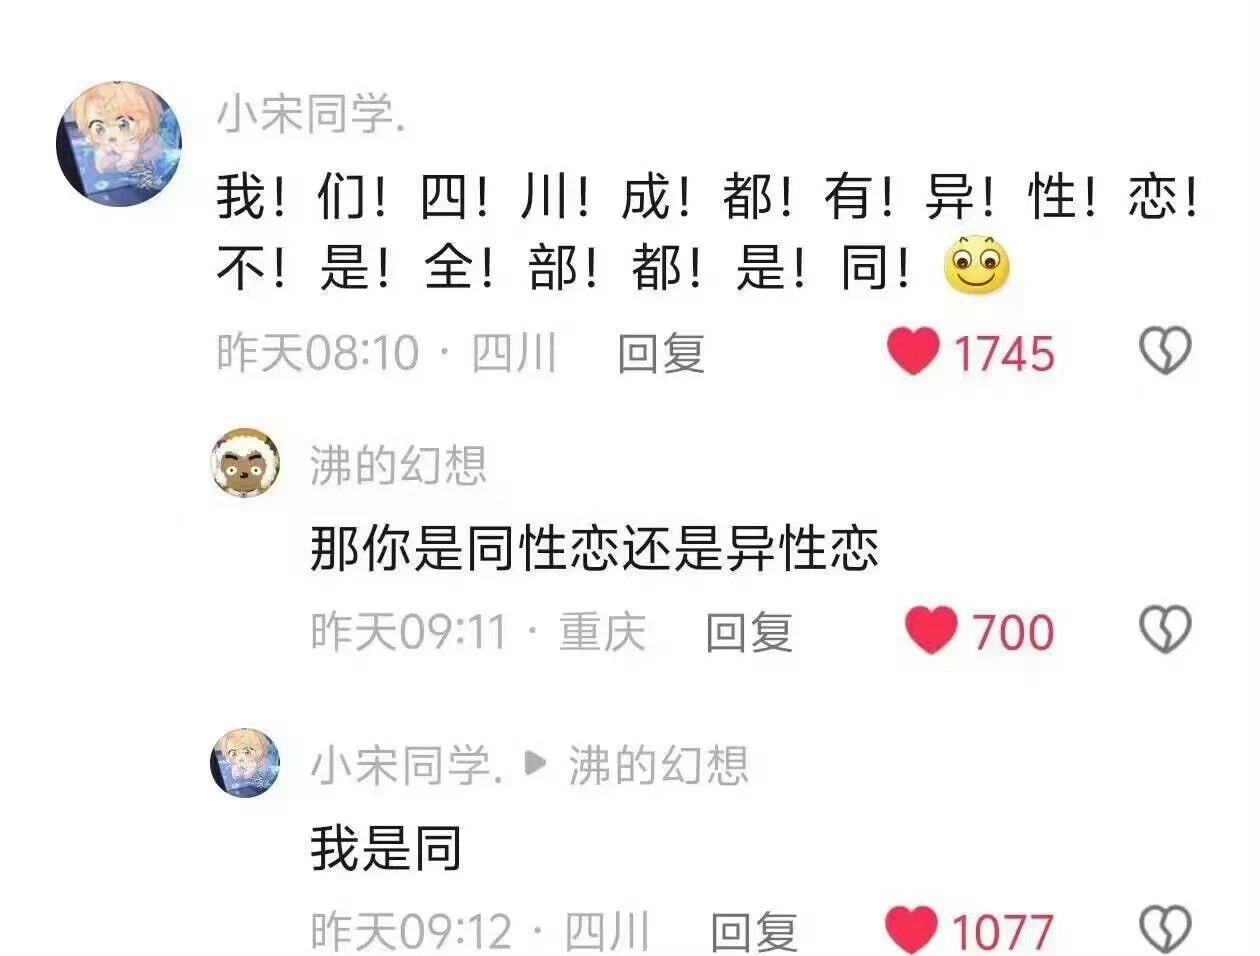 小宋同学.
我！们！四！川！成！都！有！异！性！恋！
不！是！全！部！都！是！同！
昨天08:10 · 四川 回复 1745
沸的幻想
那你是同性恋还是异性恋
昨天09:11 · 重庆 回复 700
小宋同学. ▶ 沸的幻想
我是同
昨天09:12 · 四川 回复 1077